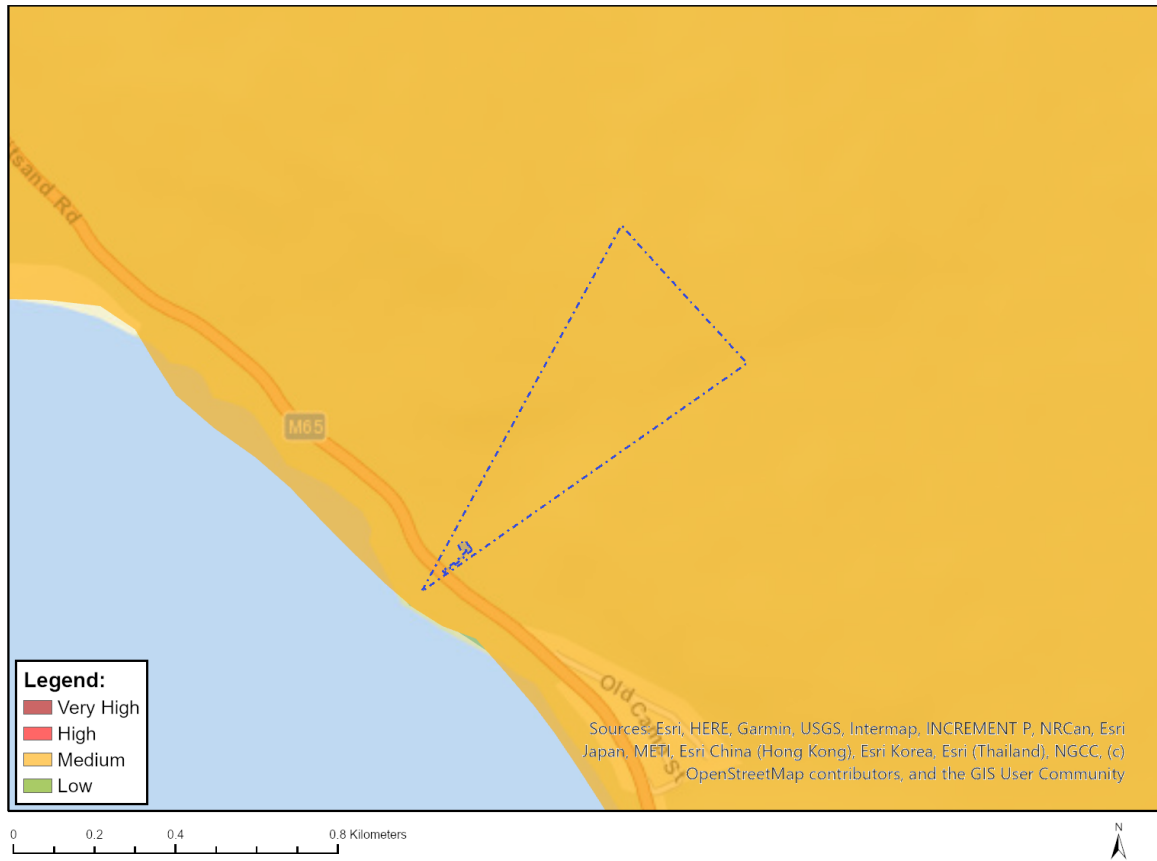 tsand Rd
M65
Old Camp St
Legend:
Very High
High
Medium
Low
Sources: Esri, HERE, Garmin, USGS, Intermap, INCREMENT P, NRCan, Esri
Japan, METI, Esri China (Hong Kong), Esri Korea, Esri (Thailand), NGCC, (c)
OpenStreetMap contributors, and the GIS User Community
0 0.2 0.4 0.8 Kilometers
N